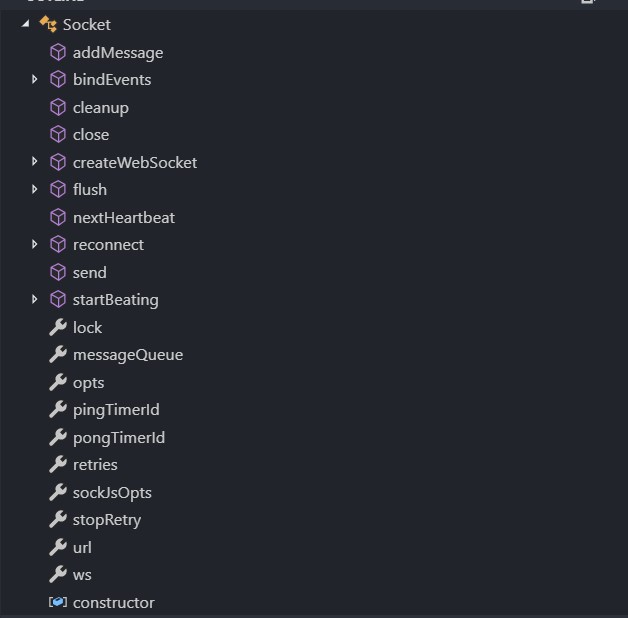 Socket
addMessage
bindEvents
cleanup
close
createWebSocket
flush
nextHeartbeat
reconnect
send
startBeating
lock
messageQueue
opts
pingTimerId
pongTimerId
retries
sockJsOpts
stopRetry
url
ws
constructor